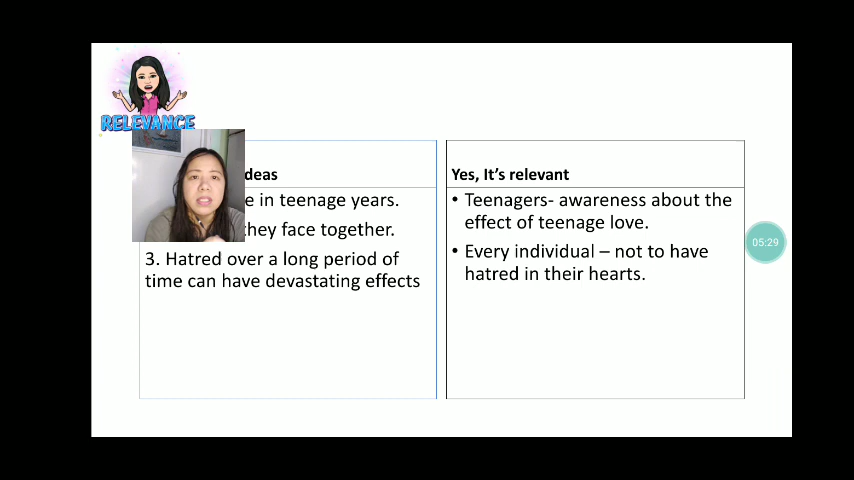 RELEVANCE
deas
e in teenage years.
they face together.
3. Hatred over a long period of
time can have devastating effects
Yes, It's relevant
• Teenagers- awareness about the
effect of teenage love.
• Every individual – not to have
hatred in their hearts.
05:29